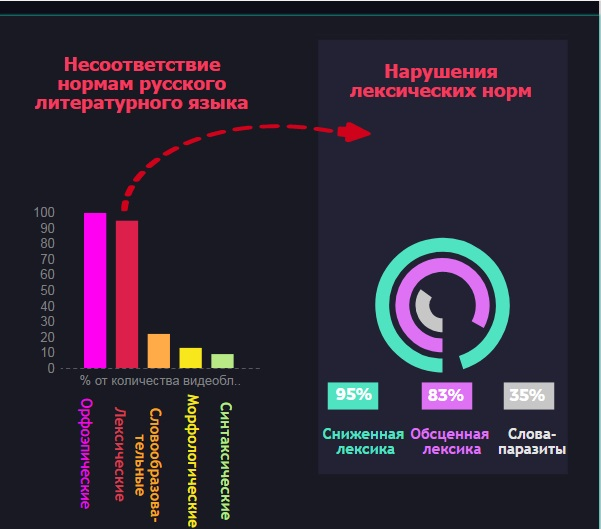 Несоответствие
нормам русского
литературного языка
Нарушения
лексических норм
100
90
80
70
60
50
40
30
20
10
0
% от количества видеобл..
Орфоэпические
Лексические
Словообразова-
тельные
Морфологические
Синтаксические
95%
83%
35%
Сниженная
лексика
Обсценная
лексика
Слова-
паразиты